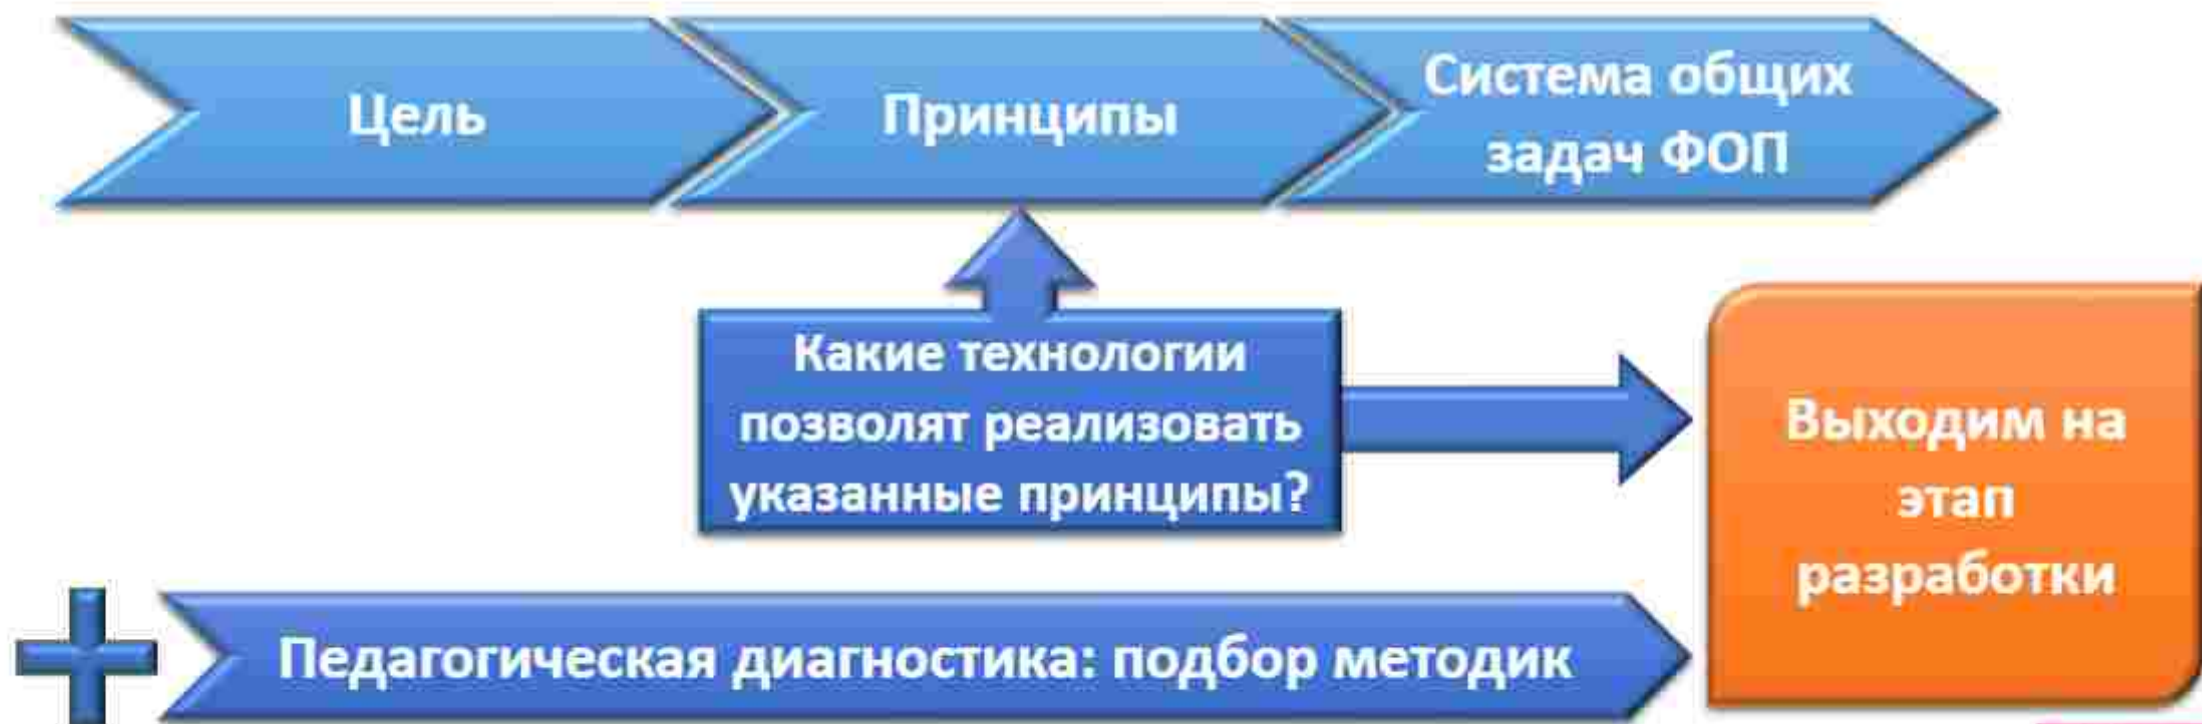 Цель
Принципы
Система общих
задач ФОП
Какие технологии
позволят реализовать
указанные принципы?
Выходим на
этап
разработки
Педагогическая диагностика: подбор методик